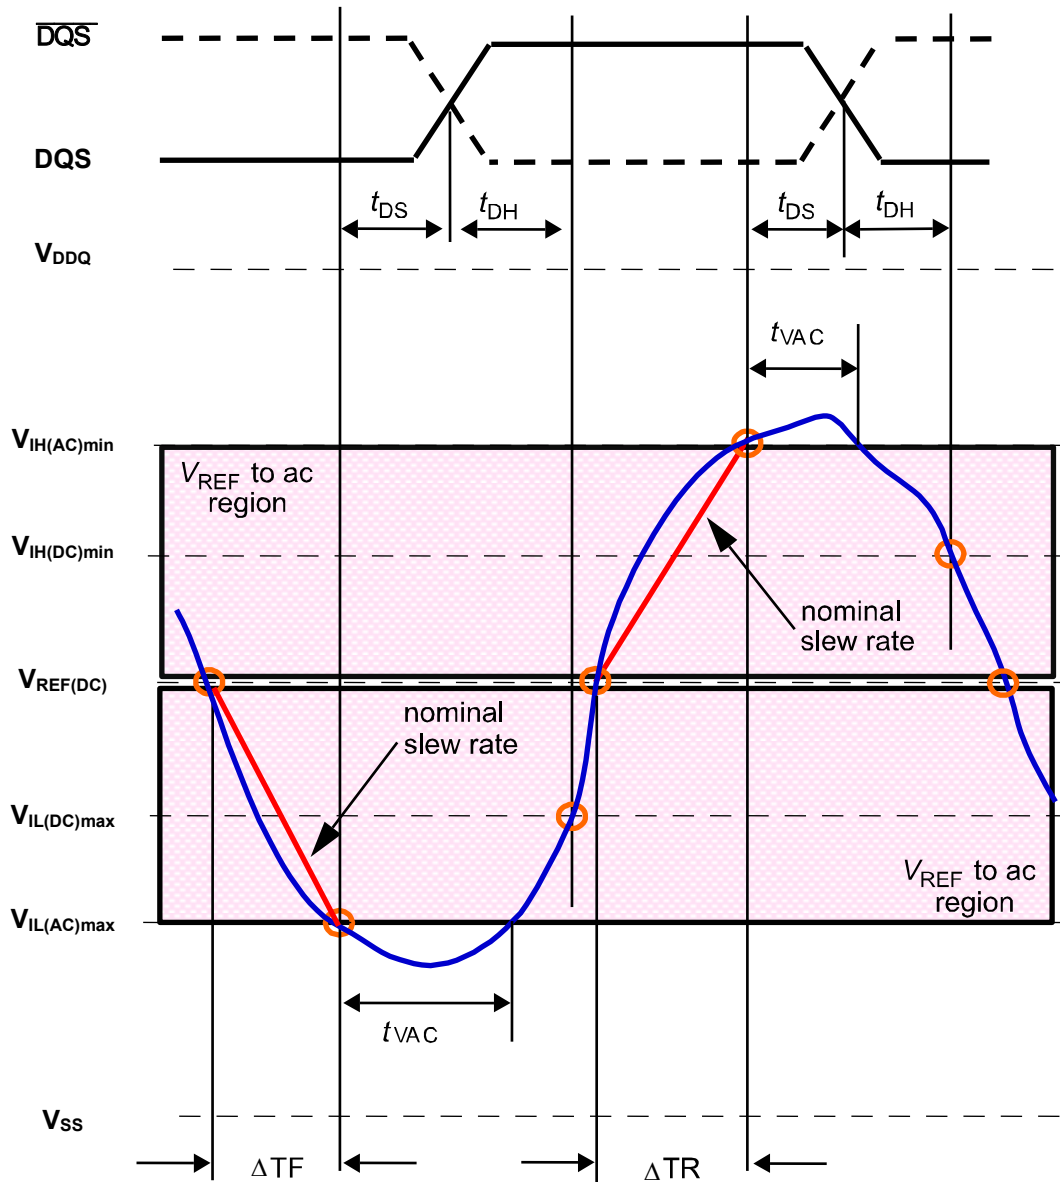 DQS
DQS
tDS
tDH
tDS
tDH
VDDQ
tVAC
VIH(AC)min
VREF to ac
region
VIH(DC)min
nominal
slew rate
VREF(DC)
nominal
slew rate
VIL(DC)max
VREF to ac
region
VIL(AC)max
tVAC
VSS
ΔTF
ΔTR